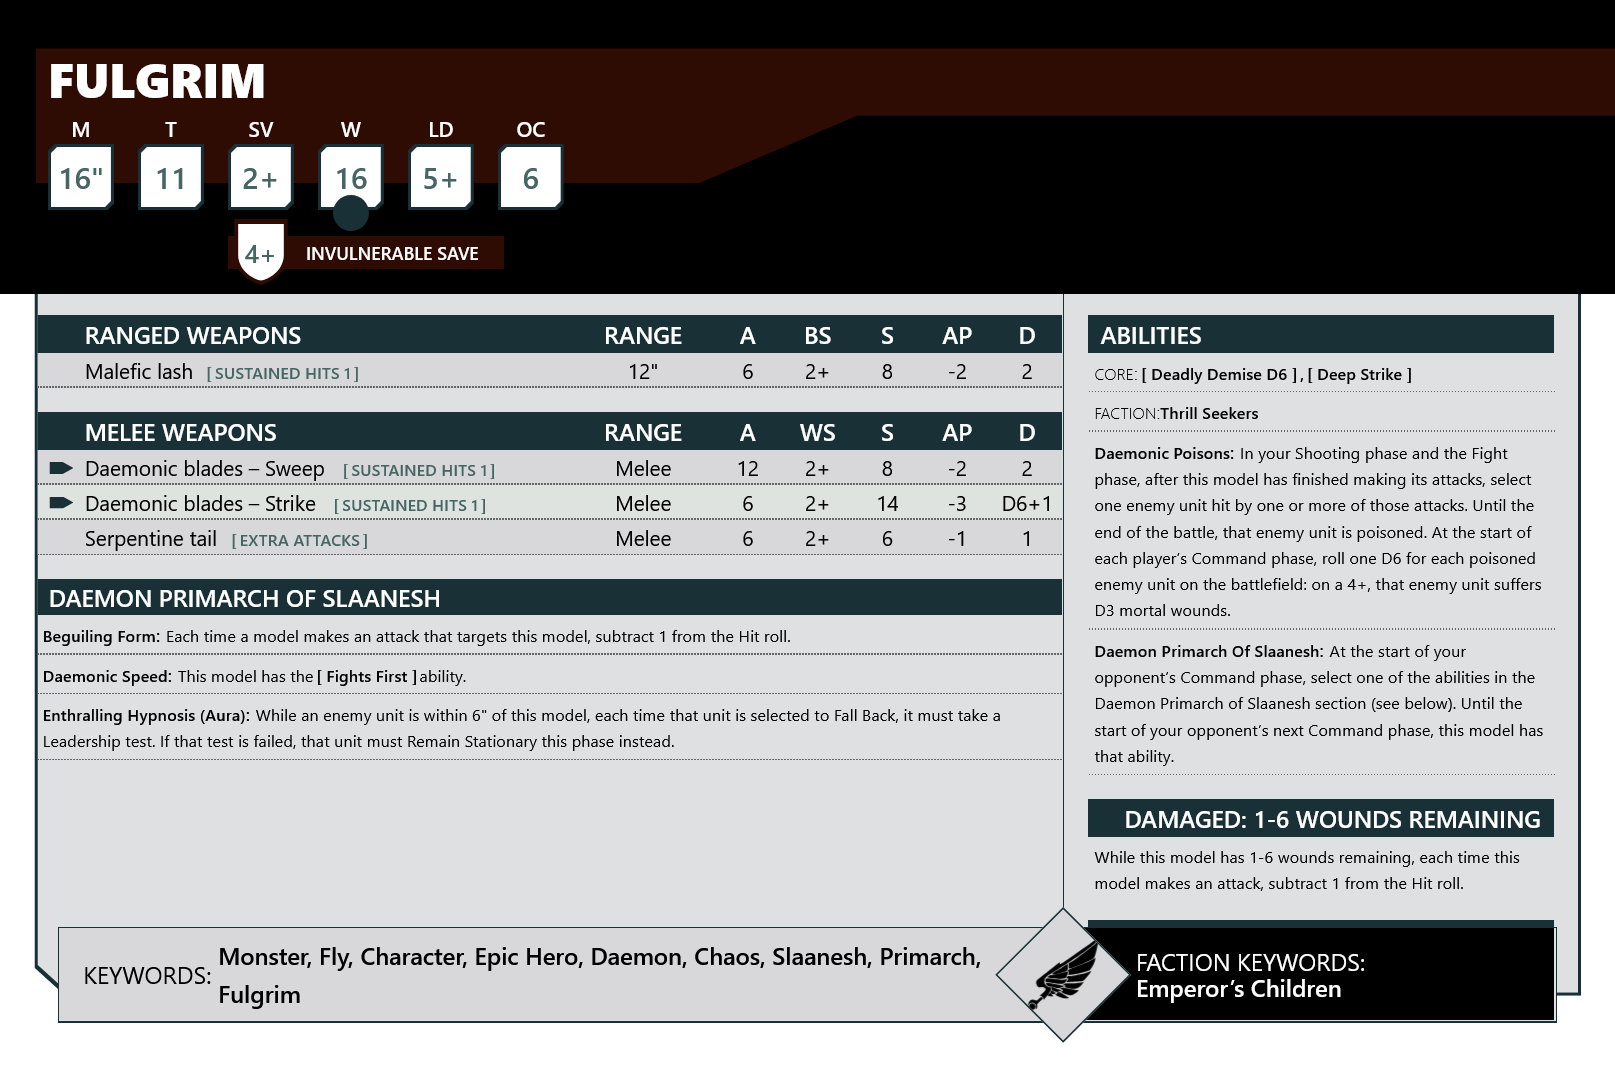 FULGRIM
M T SV W LD OC
16" 11 2+ 16 5+ 6
4+ INVULNERABLE SAVE
RANGED WEAPONS RANGE A BS S AP D
Malefic lash [ SUSTAINED HITS 1 ] 12" 6 2+ 8 -2 2
MELEE WEAPONS RANGE A WS S AP D
Daemonic blades – Sweep [ SUSTAINED HITS 1 ] Melee 12 2+ 8 -2 2
Daemonic blades – Strike [ SUSTAINED HITS 1 ] Melee 6 2+ 14 -3 D6+1
Serpentine tail [ EXTRA ATTACKS ] Melee 6 2+ 6 -1 1
DAEMON PRIMARCH OF SLAANESH
Beguiling Form: Each time a model makes an attack that targets this model, subtract 1 from the Hit roll.
Daemonic Speed: This model has the [ Fights First ] ability.
Enthralling Hypnosis (Aura): While an enemy unit is within 6" of this model, each time that unit is selected to Fall Back, it must take a
Leadership test. If that test is failed, that unit must Remain Stationary this phase instead.
ABILITIES
CORE: [ Deadly Demise D6 ] , [ Deep Strike ]
FACTION:Thrill Seekers
Daemonic Poisons: In your Shooting phase and the Fight
phase, after this model has finished making its attacks, select
one enemy unit hit by one or more of those attacks. Until the
end of the battle, that enemy unit is poisoned. At the start of
each player’s Command phase, roll one D6 for each poisoned
enemy unit on the battlefield: on a 4+, that enemy unit suffers
D3 mortal wounds.
Daemon Primarch Of Slaanesh: At the start of your
opponent’s Command phase, select one of the abilities in the
Daemon Primarch of Slaanesh section (see below). Until the
start of your opponent’s next Command phase, this model has
that ability.
DAMAGED: 1-6 WOUNDS REMAINING
While this model has 1-6 wounds remaining, each time this
model makes an attack, subtract 1 from the Hit roll.
KEYWORDS: Monster, Fly, Character, Epic Hero, Daemon, Chaos, Slaanesh, Primarch,
Fulgrim
FACTION KEYWORDS:
Emperor’s Children